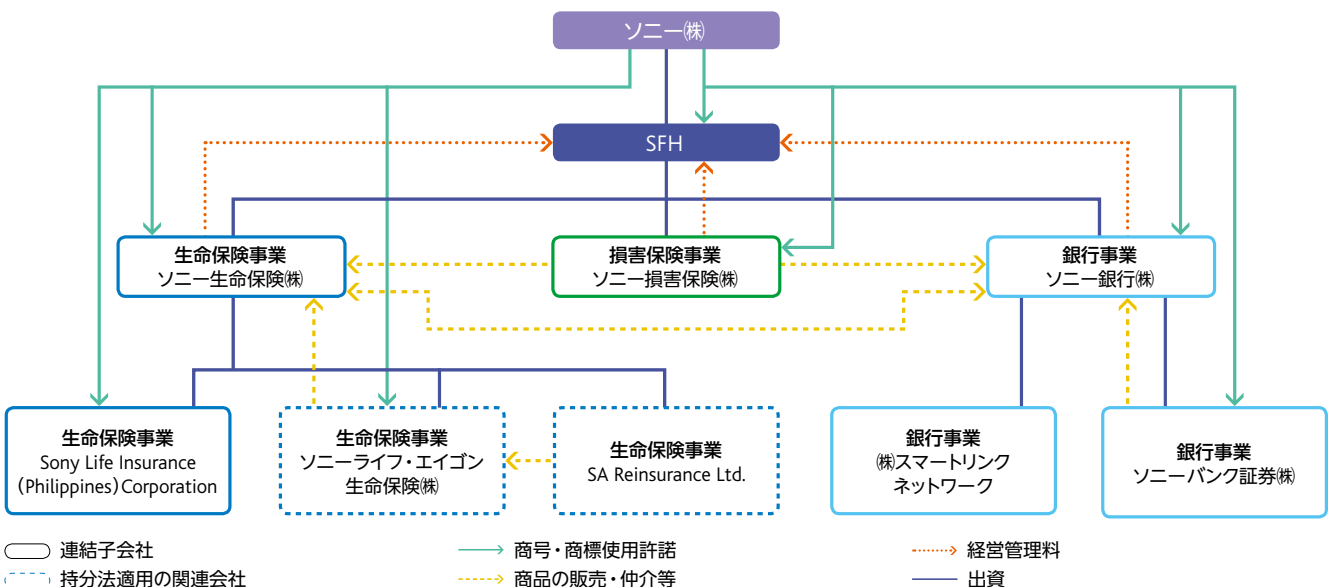 ソニー㈱
SFH
生命保険事業
ソニー生命保険㈱
損害保険事業
ソニー損害保険㈱
銀行事業
ソニー銀行㈱
生命保険事業
Sony Life Insurance
(Philippines)Corporation
生命保険事業
ソニーライフ・エイゴン
生命保険㈱
生命保険事業
SA Reinsurance Ltd.
銀行事業
㈱スマートリンク
ネットワーク
銀行事業
ソニーバンク証券㈱
連結子会社
商号・商標使用許諾
経営管理料
持分法適用の関連会社
商品の販売・仲介等
出資